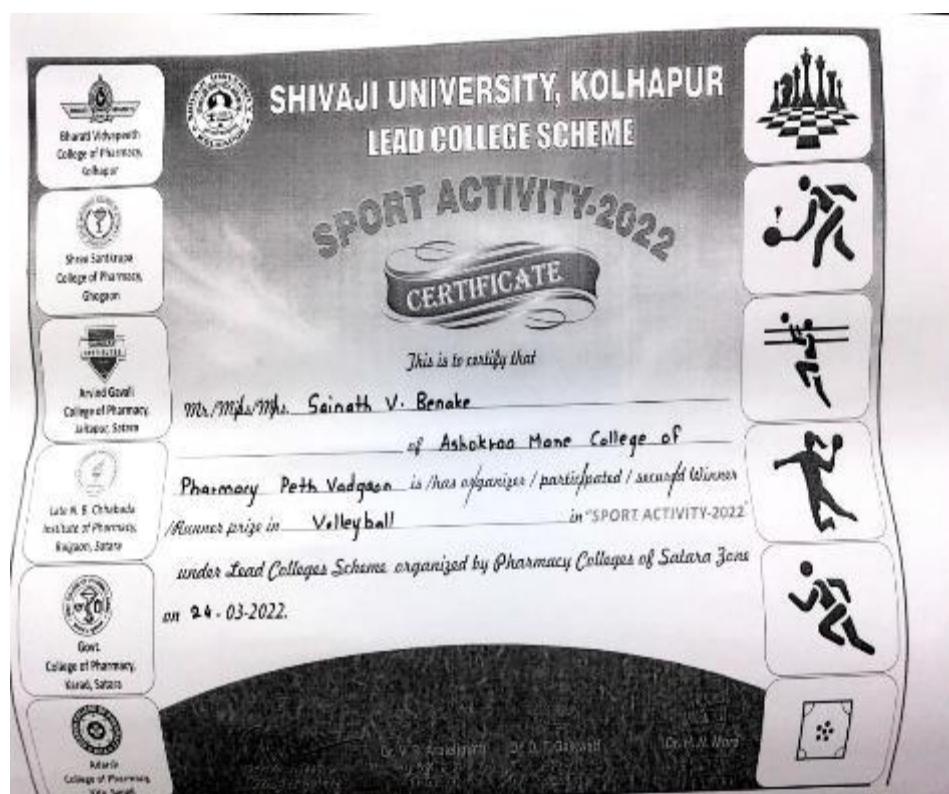 SHIVAJI UNIVERSITY, KOLHAPUR
LEAD COLLEGE SCHEME
SPORT ACTIVITY-2022
CERTIFICATE
This is to certify that
Mr./Miss/Mrs. Sainath V. Benake
of Ashokrao Mane College of
Pharmacy Peth Vadgaon is/has organizer / participated / secured Winner
/Runner prize in Volleyball in "SPORT ACTIVITY-2022"
under Lead Colleges Scheme organized by Pharmacy Colleges of Satara Zone
on 24-03-2022.
Bharati Vidyapeeth
College of Pharmacy,
Kolhapur
Shree Santkrupa
College of Pharmacy,
Ghogaon
Arvind Gavali
College of Pharmacy,
Jaitapur, Satara
Institute of Pharmacy,
Satara
Govt.
College of Pharmacy,
Karad, Satara
College of Pharmacy,